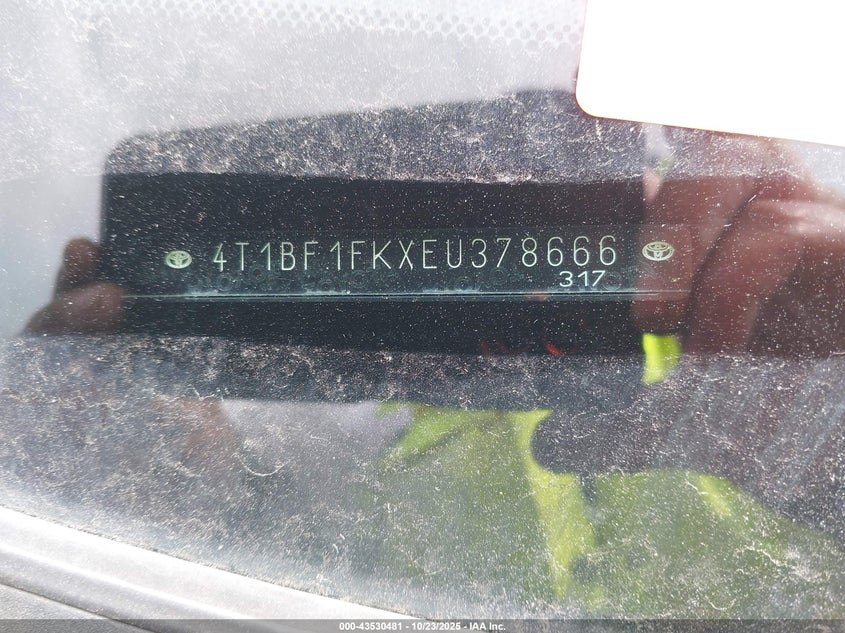 4T1BF1FKXEU378666
317
000-43530481 - 10/23/2025 - IAA Inc.